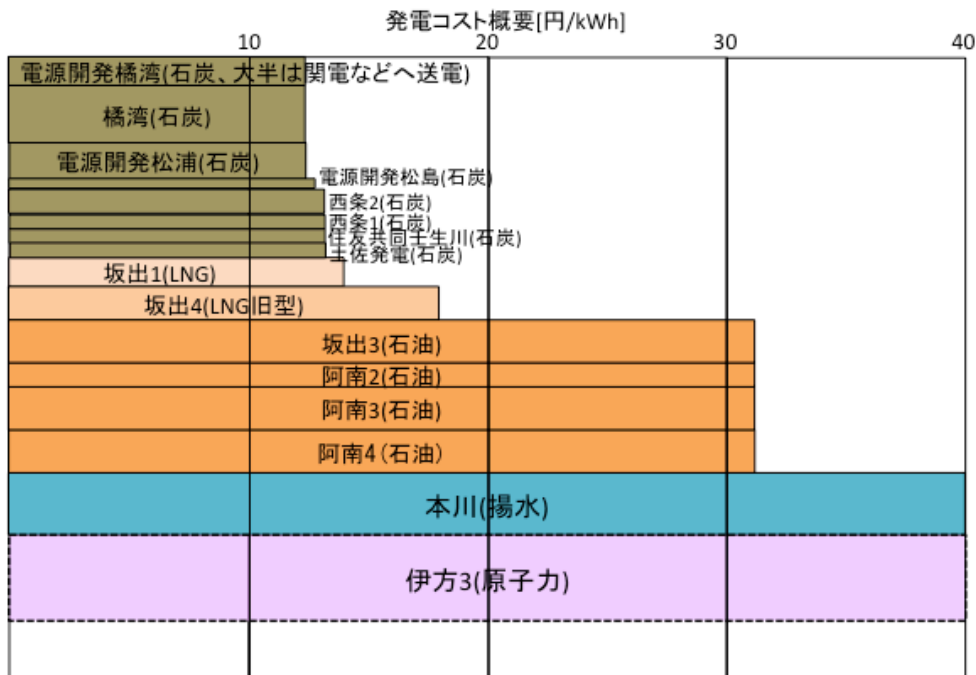 発電コスト概要[円/kWh]
10 20 30 40
電源開発橘湾(石炭、大半は関電などへ送電)
橘湾(石炭)
電源開発松浦(石炭)
電源開発松島(石炭)
西条2(石炭)
西条1(石炭)
住友共同壬生川(石炭)
土佐発電(石炭)
坂出1(LNG)
坂出4(LNG旧型)
坂出3(石油)
阿南2(石油)
阿南3(石油)
阿南4(石油)
本川(揚水)
伊方3(原子力)